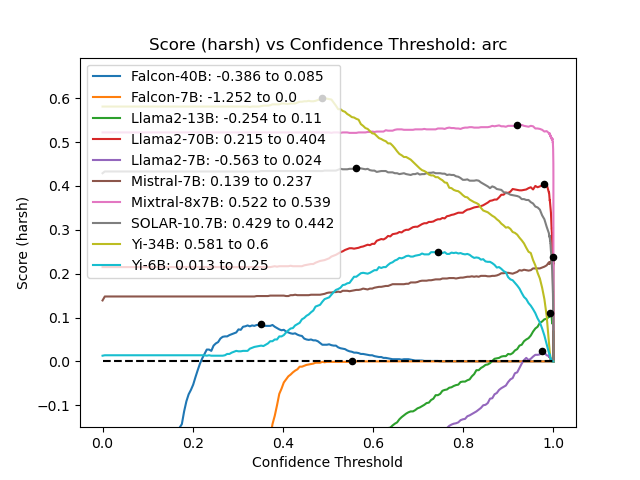 Score (harsh) vs Confidence Threshold: arc
Falcon-40B: -0.386 to 0.085
Falcon-7B: -1.252 to 0.0
Llama2-13B: -0.254 to 0.11
Llama2-70B: 0.215 to 0.404
Llama2-7B: -0.563 to 0.024
Mistral-7B: 0.139 to 0.237
Mixtral-8x7B: 0.522 to 0.539
SOLAR-10.7B: 0.429 to 0.442
Yi-34B: 0.581 to 0.6
Yi-6B: 0.013 to 0.25
Score (harsh)
0.6
0.5
0.4
0.3
0.2
0.1
0.0
−0.1
0.0 0.2 0.4 0.6 0.8 1.0
Confidence Threshold